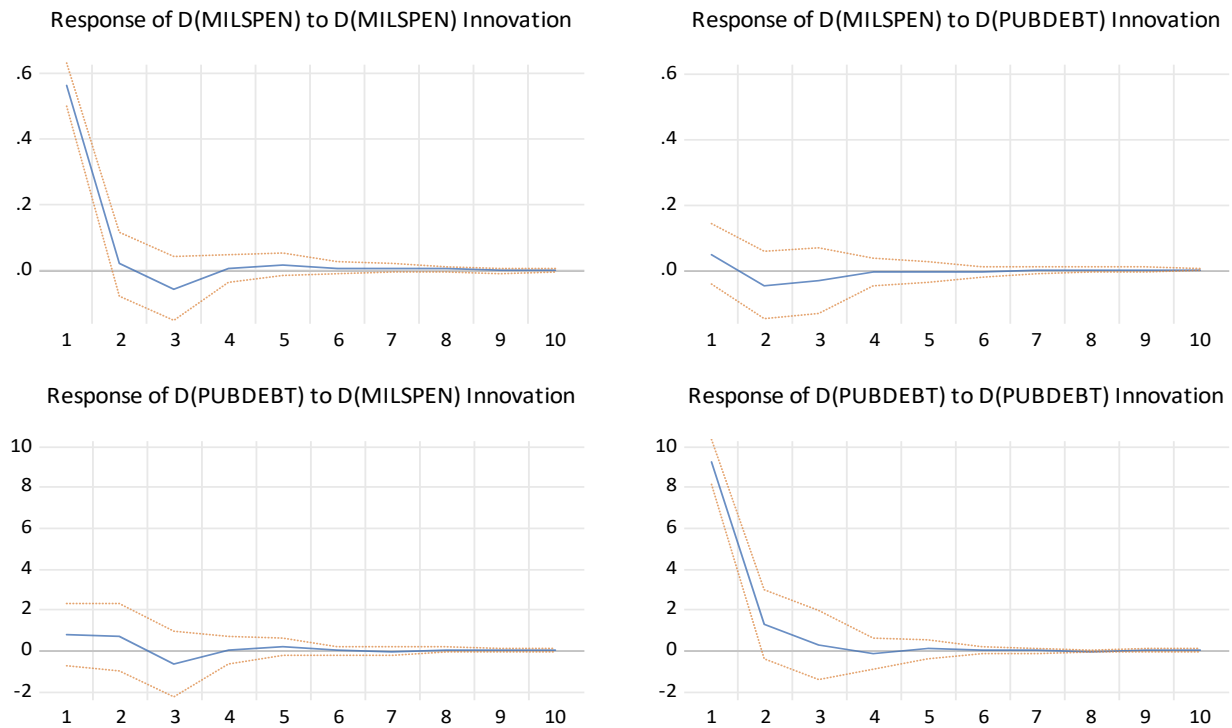 Response of D(MILSPEN) to D(MILSPEN) Innovation
.6
.4
.2
.0
1 2 3 4 5 6 7 8 9 10
Response of D(MILSPEN) to D(PUBDEBT) Innovation
.6
.4
.2
.0
1 2 3 4 5 6 7 8 9 10
Response of D(PUBDEBT) to D(MILSPEN) Innovation
10
8
6
4
2
0
-2
1 2 3 4 5 6 7 8 9 10
Response of D(PUBDEBT) to D(PUBDEBT) Innovation
10
8
6
4
2
0
-2
1 2 3 4 5 6 7 8 9 10